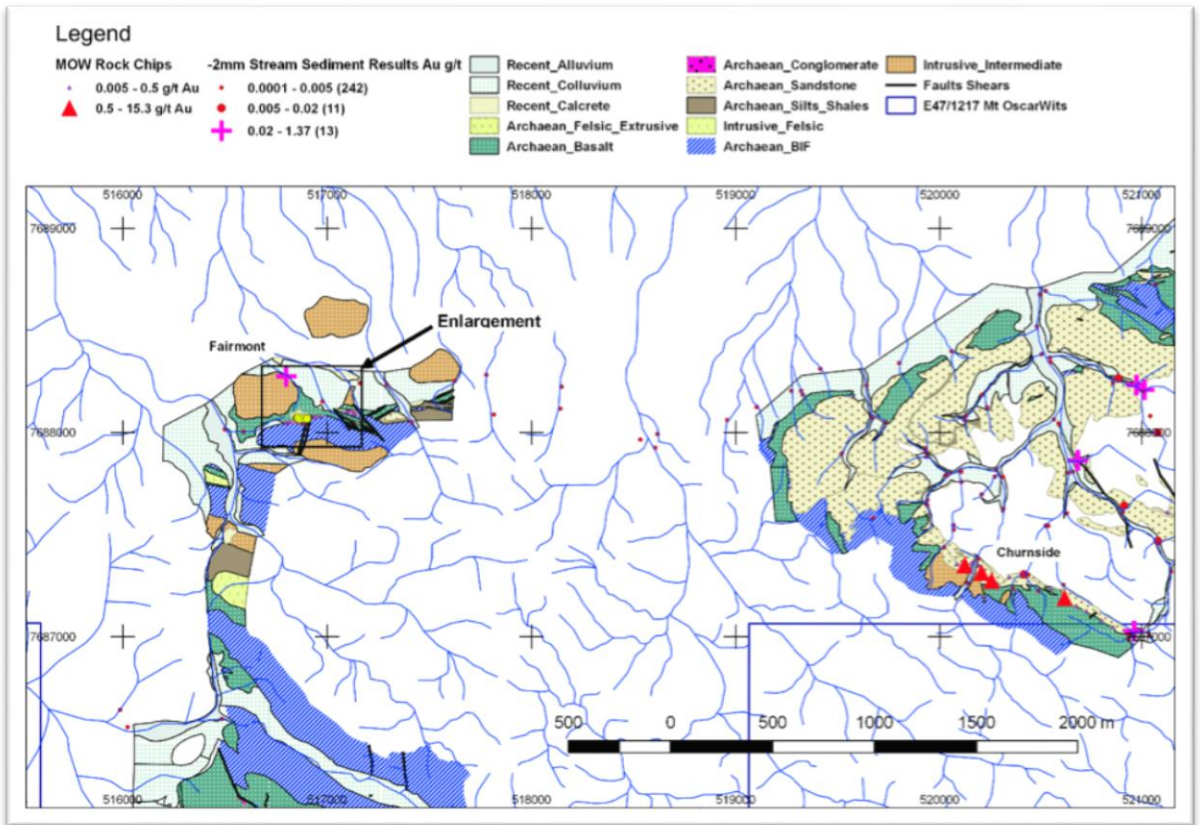 Legend
MOW Rock Chips
0.005 - 0.5 g/t Au
0.5 - 15.3 g/t Au
-2mm Stream Sediment Results Au g/t
0.0001 - 0.005 (242)
0.005 - 0.02 (11)
0.02 - 1.37 (13)
Recent_Alluvium
Recent_Colluvium
Recent_Calcrete
Archaean_Felsic_Extrusive
Archaean_Basalt
Archaean_Conglomerate
Archaean_Sandstone
Archaean_Silts_Shales
Intrusive_Felsic
Archaean_BIF
Intrusive_Intermediate
Faults Shears
E47/1217 Mt OscarWits
516000 517000 518000 519000 520000 521000
7689000 7689000
Enlargement
Fairmont
7688000 7688000
Churnside
7687000
500 0 500 1000 1500 2000 m
516000 517000 518000 519000 520000 521000